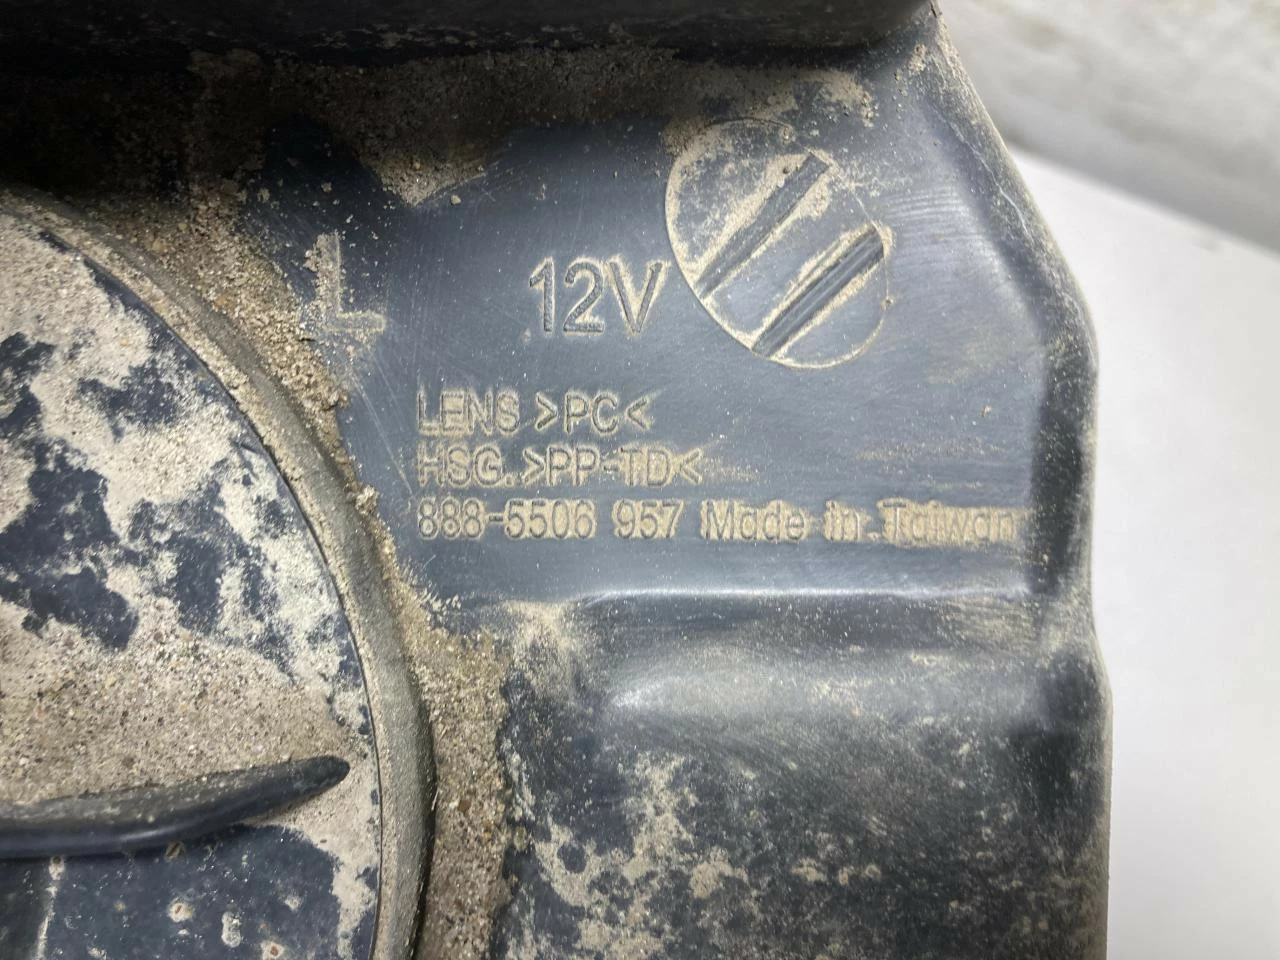 L
12V
LENS >PC<
HSG. >PP-TD<
888-5506 957 Made in Taiwan